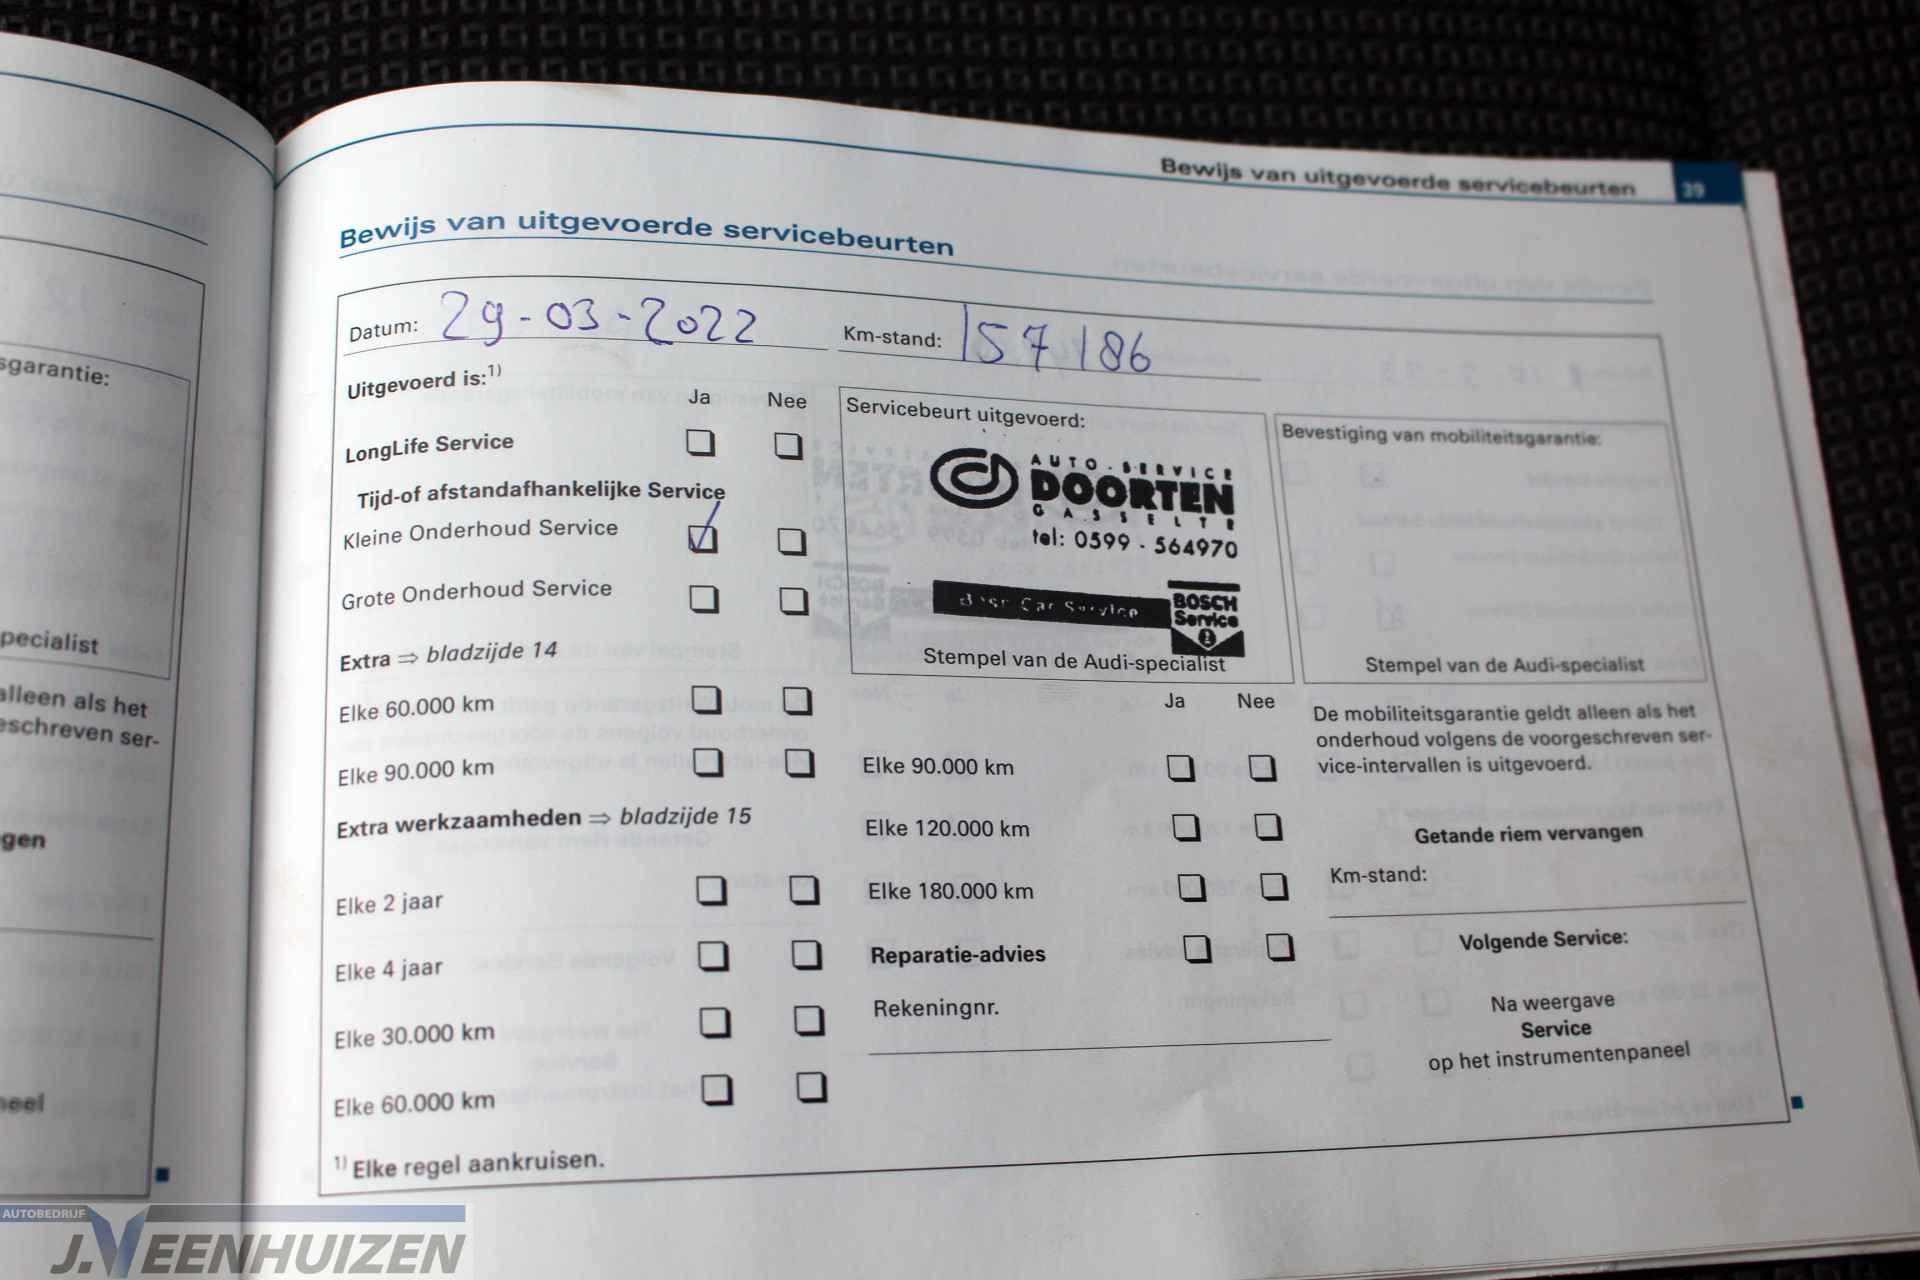 Bewijs van uitgevoerde servicebeurten 39
Bewijs van uitgevoerde servicebeurten
Datum: 29-03-2022 Km-stand: 157186
Uitgevoerd is:1)
Ja Nee
LongLife Service
Tijd-of afstandafhankelijke Service
Kleine Onderhoud Service
Grote Onderhoud Service
Extra ⇒ bladzijde 14
Elke 60.000 km
Elke 90.000 km
Extra werkzaamheden ⇒ bladzijde 15
Elke 2 jaar
Elke 4 jaar
Elke 30.000 km
Elke 60.000 km
1) Elke regel aankruisen.
Servicebeurt uitgevoerd:
AUTO-SERVICE
DOORTEN
GASSELTE
tel: 0599 - 564970
Car Service
BOSCH
Service
Stempel van de Audi-specialist
Ja Nee
Elke 90.000 km
Elke 120.000 km
Elke 180.000 km
Reparatie-advies
Rekeningnr.
Bevestiging van mobiliteitsgarantie:
Stempel van de Audi-specialist
De mobiliteitsgarantie geldt alleen als het
onderhoud volgens de voorgeschreven ser-
vice-intervallen is uitgevoerd.
Getande riem vervangen
Km-stand:
Volgende Service:
Na weergave
Service
op het instrumentenpaneel
sgarantie:
pecialist
alleen als het
eschreven ser-
gen
neel
AUTOBEDRIJF
J.VEENHUIZEN